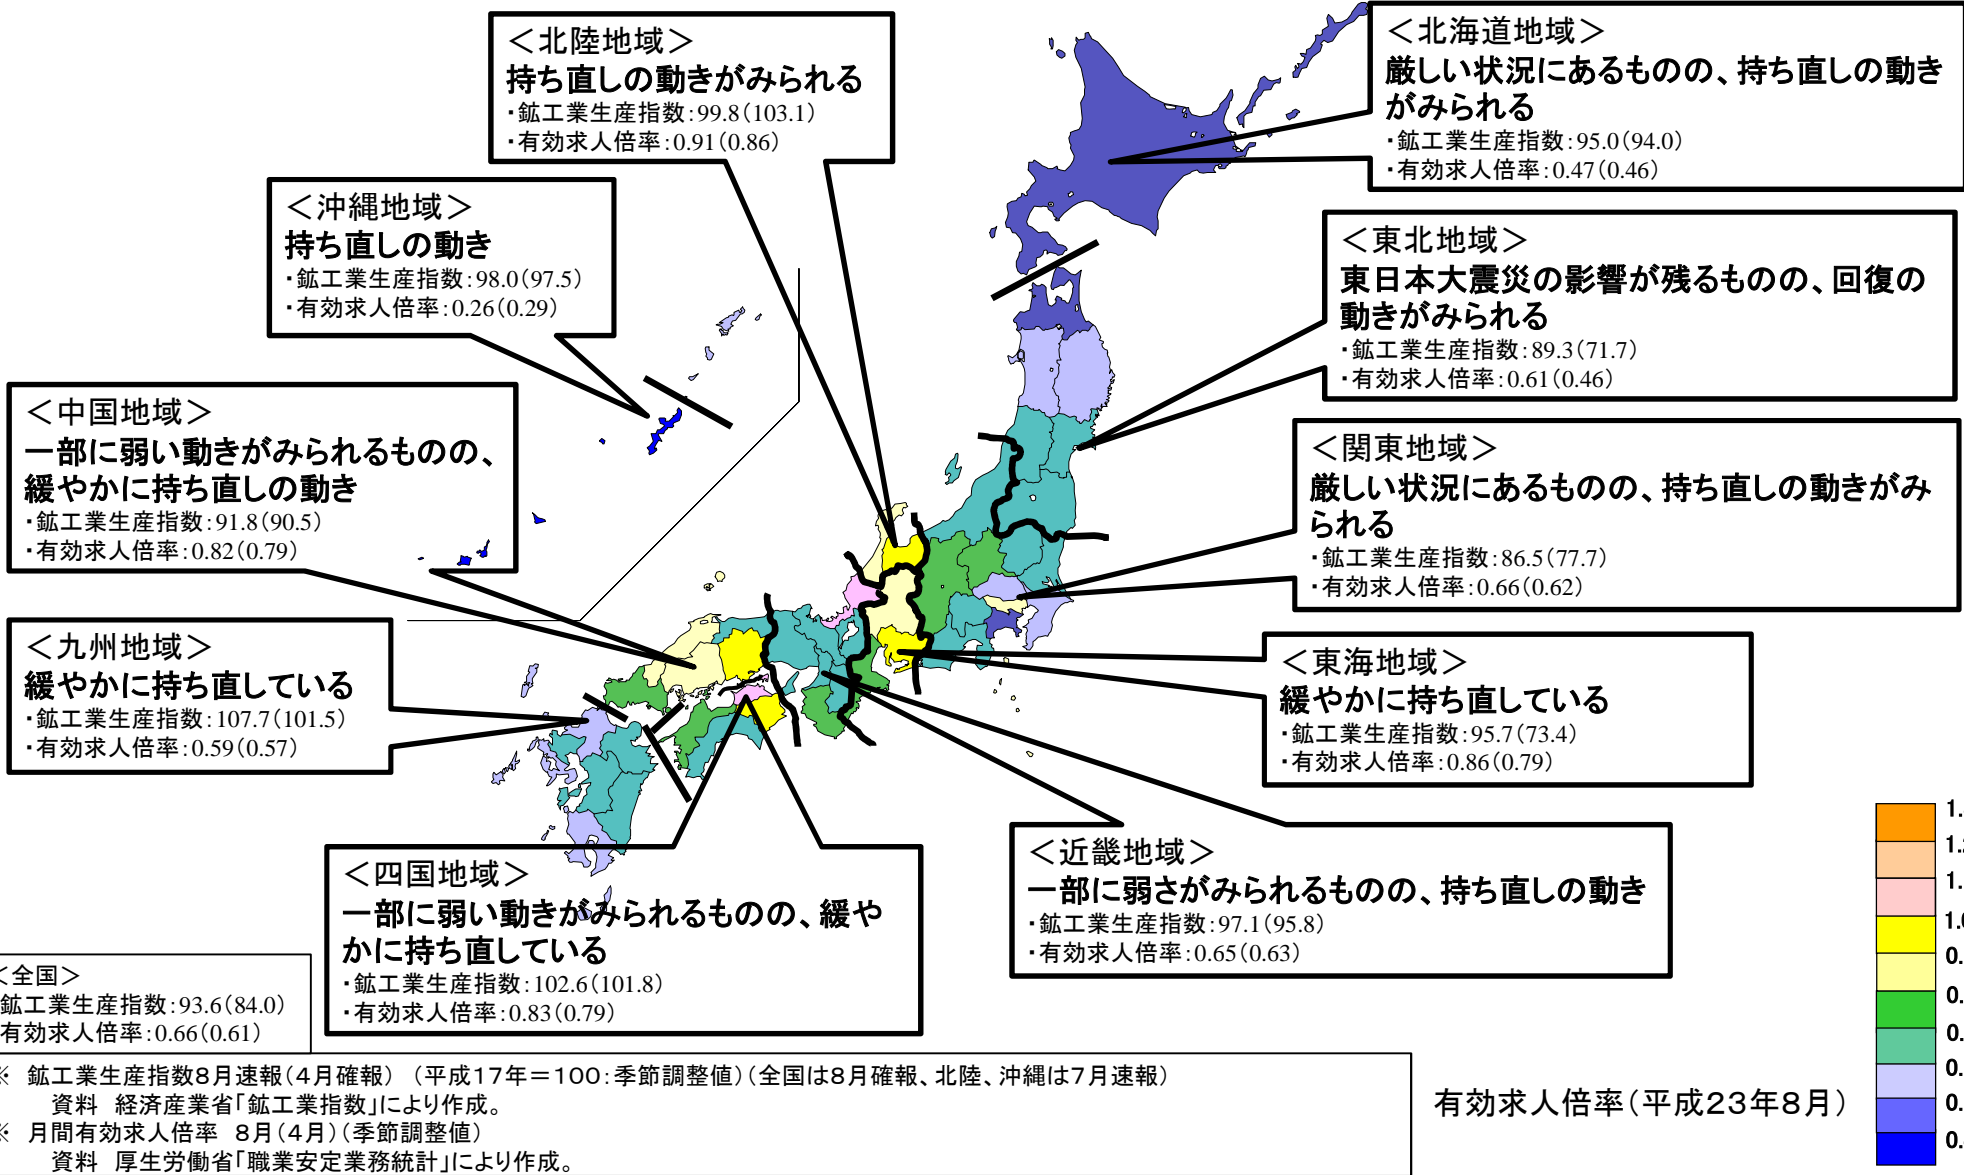 ＜北陸地域＞
持ち直しの動きがみられる
・鉱工業生産指数：99.8(103.1)
・有効求人倍率：0.91(0.86)
＜北海道地域＞
厳しい状況にあるものの、持ち直しの動き
がみられる
・鉱工業生産指数：95.0(94.0)
・有効求人倍率：0.47(0.46)
＜沖縄地域＞
持ち直しの動き
・鉱工業生産指数：98.0(97.5)
・有効求人倍率：0.26(0.29)
＜東北地域＞
東日本大震災の影響が残るものの、回復の
動きがみられる
・鉱工業生産指数：89.3(71.7)
・有効求人倍率：0.61(0.46)
＜中国地域＞
一部に弱い動きがみられるものの、
緩やかに持ち直しの動き
・鉱工業生産指数：91.8(90.5)
・有効求人倍率：0.82(0.79)
＜関東地域＞
厳しい状況にあるものの、持ち直しの動きがみ
られる
・鉱工業生産指数：86.5(77.7)
・有効求人倍率：0.66(0.62)
＜九州地域＞
緩やかに持ち直している
・鉱工業生産指数：107.7(101.5)
・有効求人倍率：0.59(0.57)
＜東海地域＞
緩やかに持ち直している
・鉱工業生産指数：95.7(73.4)
・有効求人倍率：0.86(0.79)
＜四国地域＞
一部に弱い動きがみられるものの、緩や
かに持ち直している
・鉱工業生産指数：102.6(101.8)
・有効求人倍率：0.83(0.79)
＜近畿地域＞
一部に弱さがみられるものの、持ち直しの動き
・鉱工業生産指数：97.1(95.8)
・有効求人倍率：0.65(0.63)
＜全国＞
鉱工業生産指数：93.6(84.0)
有効求人倍率：0.66(0.61)
※ 鉱工業生産指数8月速報(4月確報) (平成17年＝100：季節調整値)(全国は8月確報、北陸、沖縄は7月速報)
資料 経済産業省「鉱工業指数」により作成。
※ 月間有効求人倍率 8月(4月)(季節調整値)
資料 厚生労働省「職業安定業務統計」により作成。
有効求人倍率(平成23年8月)